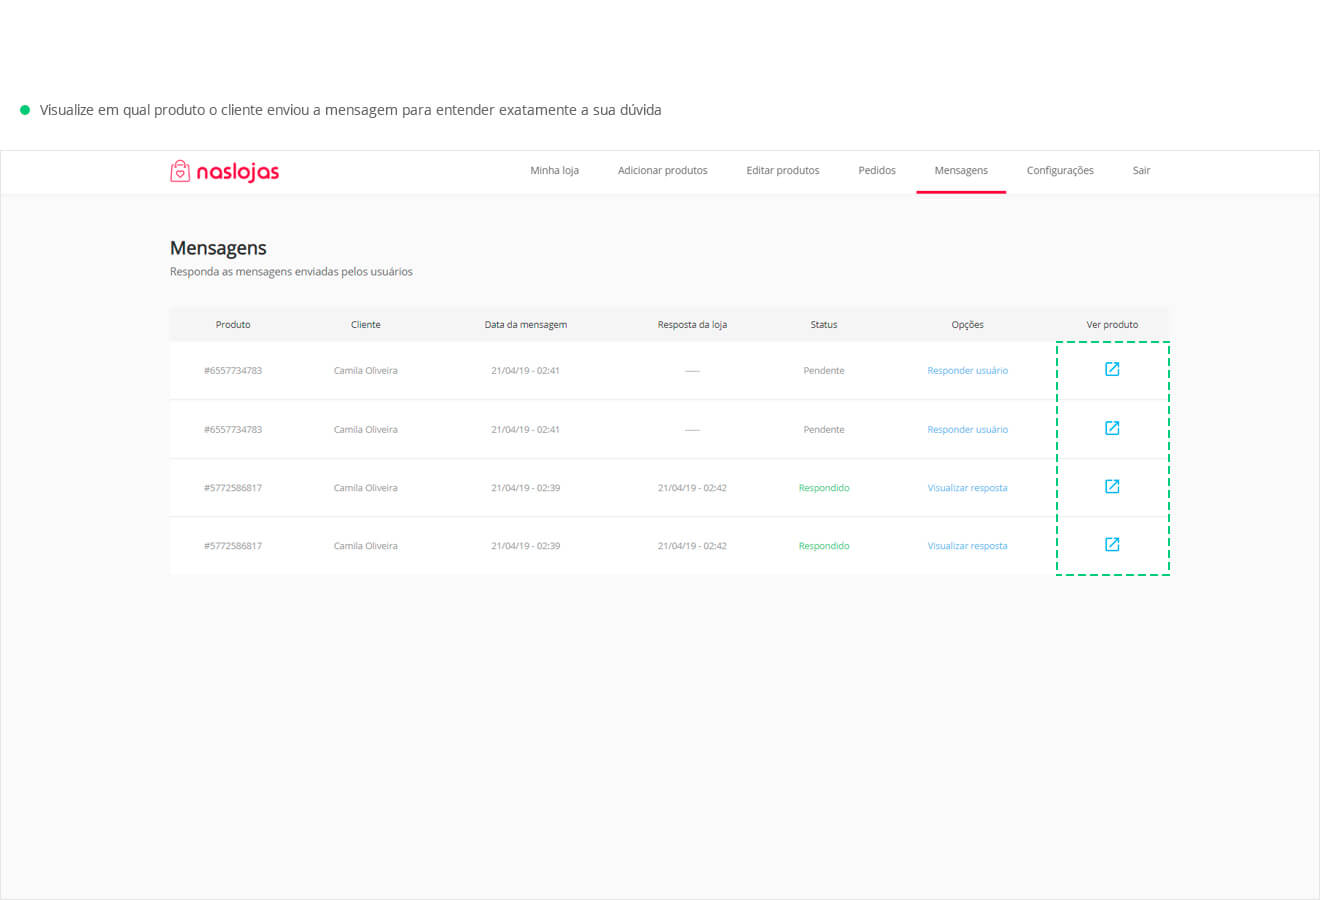 Visualize em qual produto o cliente enviou a mensagem para entender exatamente a sua dúvida
naslojas Minha loja Adicionar produtos Editar produtos Pedidos Mensagens Configurações Sair
Mensagens
Responda as mensagens enviadas pelos usuários
Produto Cliente Data da mensagem Resposta da loja Status Opções Ver produto
#6557734783 Camila Oliveira 21/04/19 - 02:41 ---- Pendente Responder usuário
#6557734783 Camila Oliveira 21/04/19 - 02:41 ---- Pendente Responder usuário
#5772586817 Camila Oliveira 21/04/19 - 02:39 21/04/19 - 02:42 Respondido Visualizar resposta
#5772586817 Camila Oliveira 21/04/19 - 02:39 21/04/19 - 02:42 Respondido Visualizar resposta